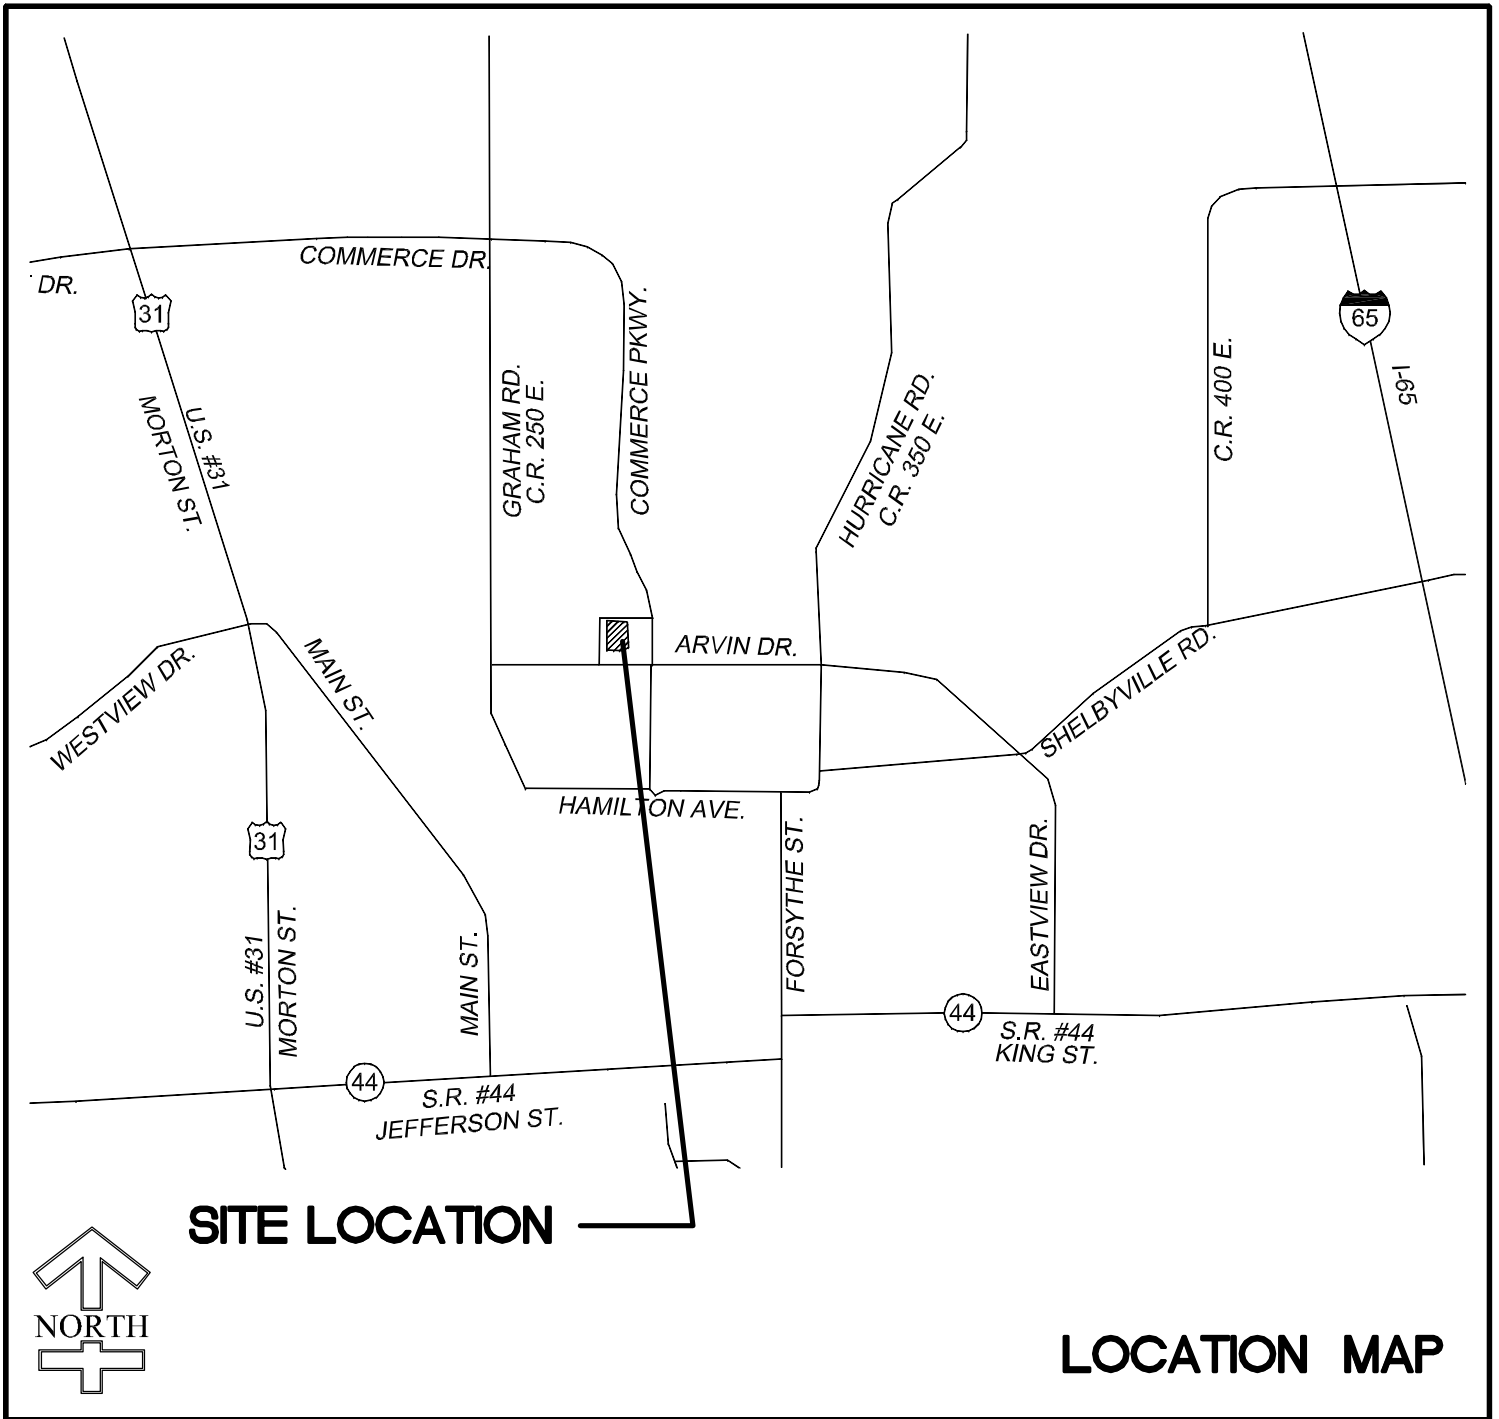 COMMERCE DR.
DR.
31
65
I-65
U.S. #31
MORTON ST.
GRAHAM RD.
C.R. 250 E.
COMMERCE PKWY.
HURRICANE RD.
C.R. 350 E.
C.R. 400 E.
WESTVIEW DR.
MAIN ST.
ARVIN DR.
SHELBYVILLE RD.
HAMILTON AVE.
31
U.S. #31
MORTON ST.
MAIN ST.
FORSYTHE ST.
EASTVIEW DR.
44
S.R. #44
KING ST.
44
S.R. #44
JEFFERSON ST.
SITE LOCATION
NORTH
LOCATION MAP